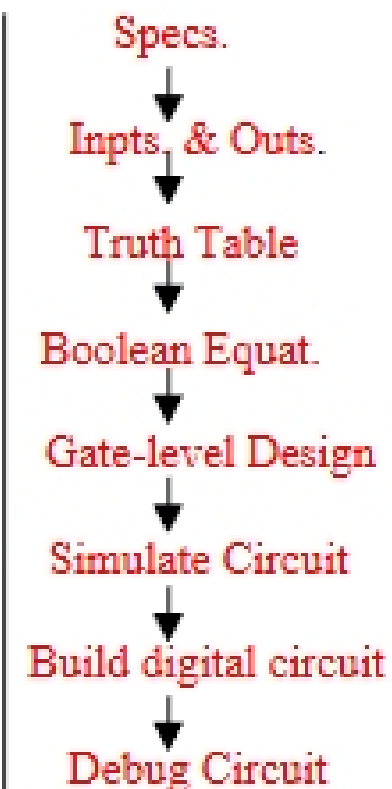 Specs.
Inpts. & Outs.
Truth Table
Boolean Equat.
Gate-level Design
Simulate Circuit
Build digital circuit
Debug Circuit